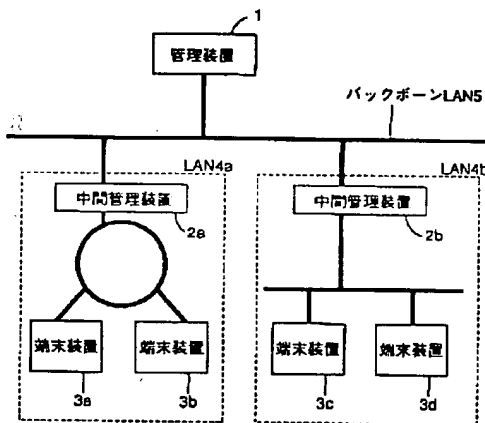 1
管理装置
バックボーンLAN5
LAN4a
中間管理装置
2a
端末装置
3a
端末装置
3b
LAN4b
中間管理装置
2b
端末装置
3c
端末装置
3d